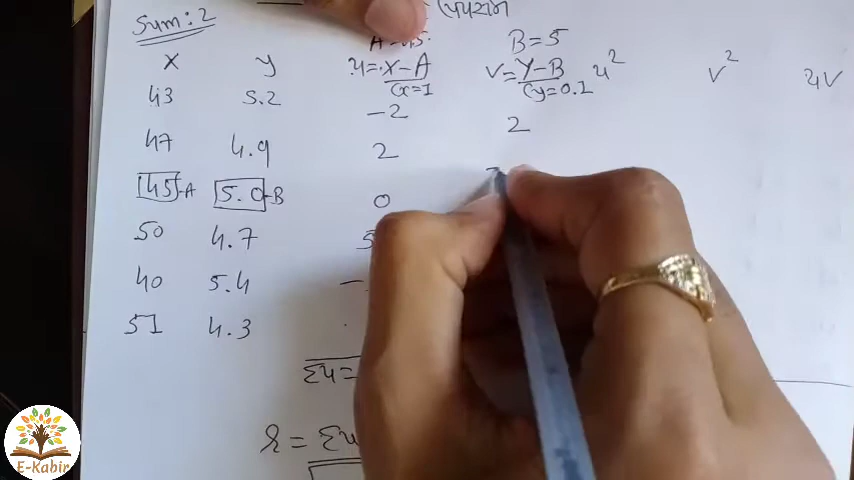 Sum: 2
B=5
x y u=x-A/Cx=1 v=Y-B/Cy=0.1 u² v² uv
43 5.2 -2 2
47 4.9 2
45-A 5.0-B 0
50 4.7 5
40 5.4 -
51 4.3
Σu=
r = Σu
E-Kabir